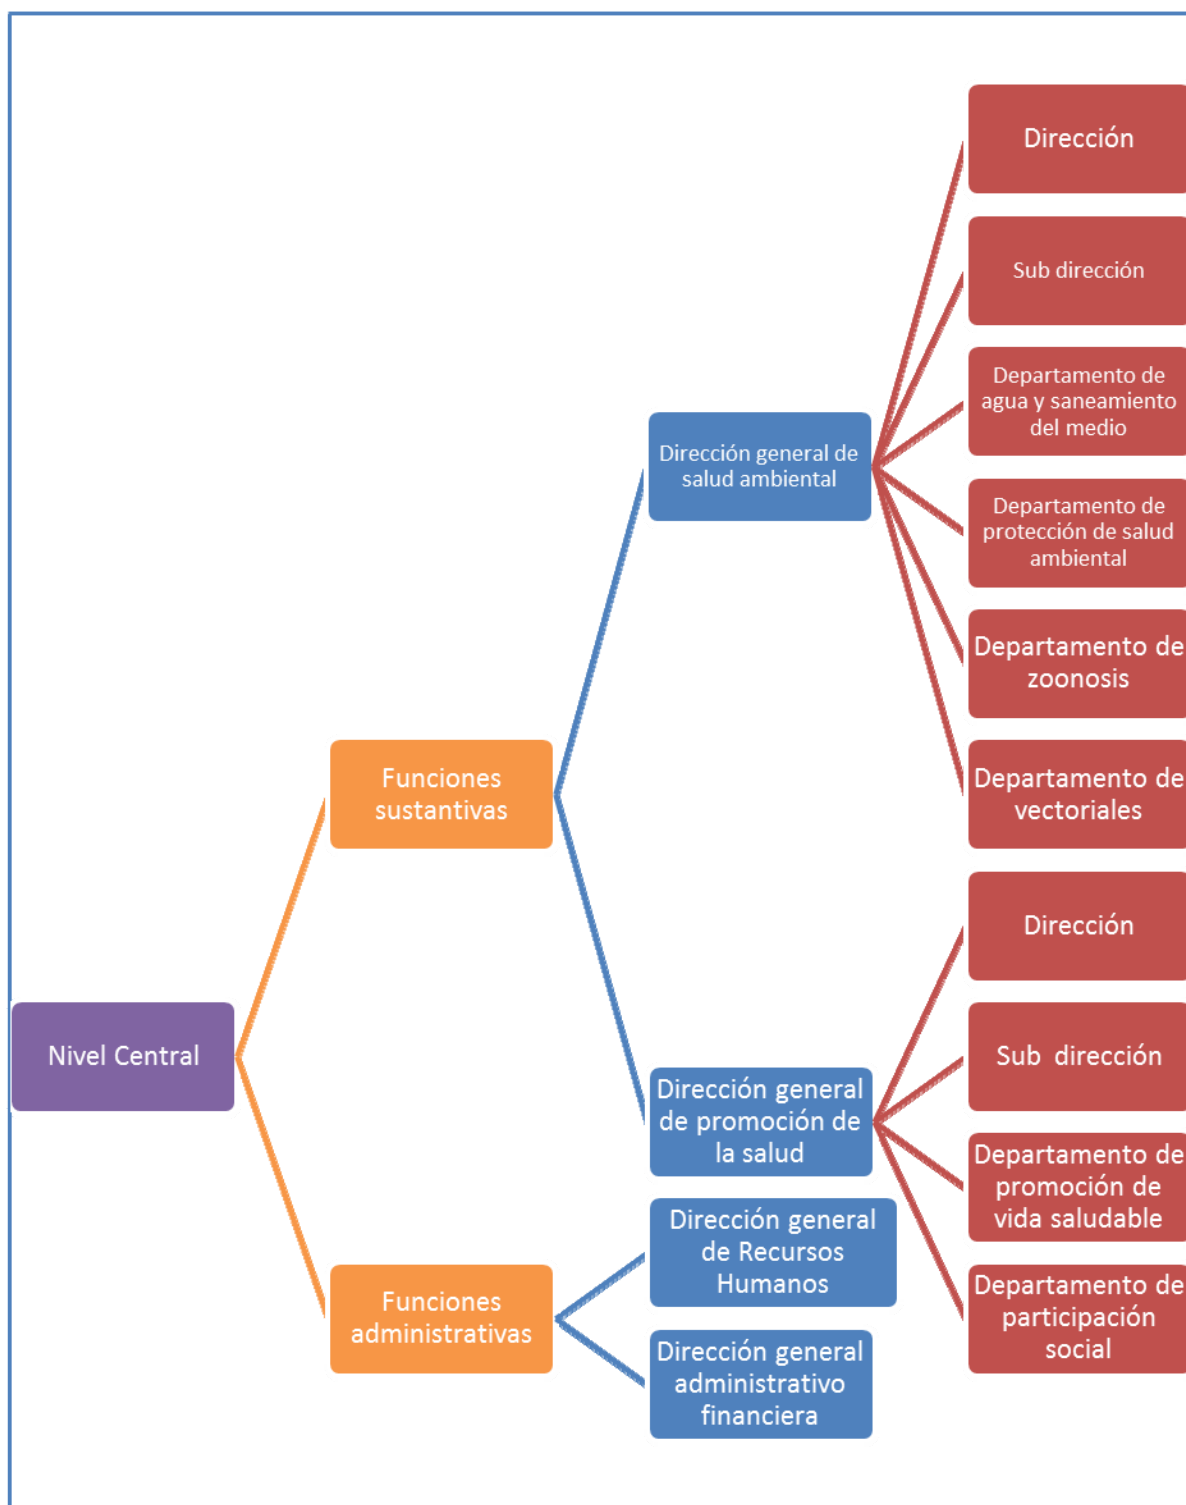 Dirección
Sub dirección
Departamento de
agua y saneamiento
del medio
Dirección general de
salud ambiental
Departamento de
protección de salud
ambiental
Departamento de
zoonosis
Funciones
sustantivas
Departamento de
vectoriales
Dirección
Nivel Central
Sub  dirección
Dirección general
de promoción de
la salud
Departamento de
promoción de
vida saludable
Dirección general
de Recursos
Humanos
Funciones
administrativas
Departamento de
participación
social
Dirección general
administrativo
financiera